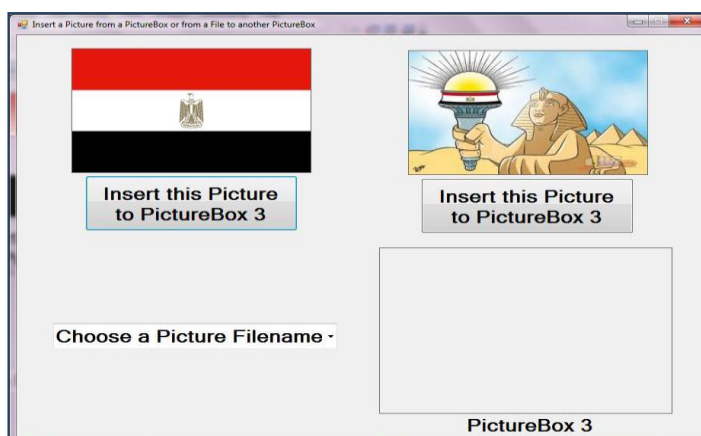 Insert a Picture from a PictureBox or from a File to another PictureBox
Insert this Picture
to PictureBox 3
Insert this Picture
to PictureBox 3
Choose a Picture Filename
PictureBox 3